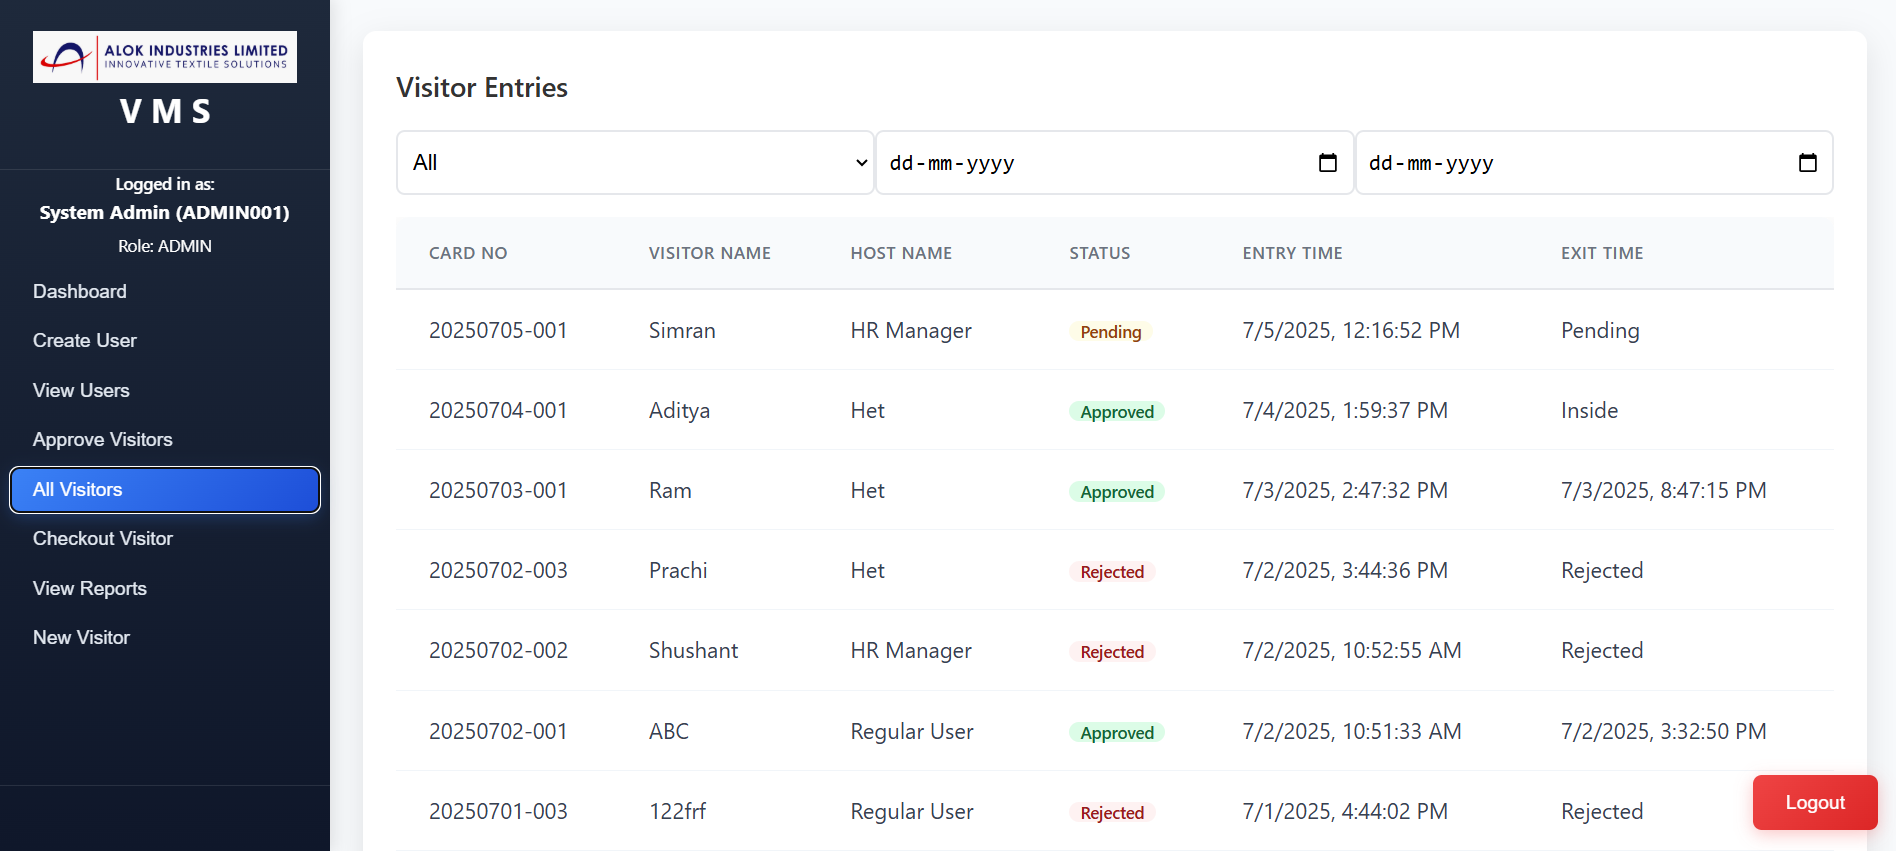 ALOK INDUSTRIES LIMITED
INNOVATIVE TEXTILE SOLUTIONS
V M S
Logged in as:
System Admin (ADMIN001)
Role: ADMIN
Dashboard
Create User
View Users
Approve Visitors
All Visitors
Checkout Visitor
View Reports
New Visitor
Visitor Entries
All dd-mm-yyyy dd-mm-yyyy
CARD NO VISITOR NAME HOST NAME STATUS ENTRY TIME EXIT TIME
20250705-001 Simran HR Manager Pending 7/5/2025, 12:16:52 PM Pending
20250704-001 Aditya Het Approved 7/4/2025, 1:59:37 PM Inside
20250703-001 Ram Het Approved 7/3/2025, 2:47:32 PM 7/3/2025, 8:47:15 PM
20250702-003 Prachi Het Rejected 7/2/2025, 3:44:36 PM Rejected
20250702-002 Shushant HR Manager Rejected 7/2/2025, 10:52:55 AM Rejected
20250702-001 ABC Regular User Approved 7/2/2025, 10:51:33 AM 7/2/2025, 3:32:50 PM
20250701-003 122frf Regular User Rejected 7/1/2025, 4:44:02 PM Rejected
Logout